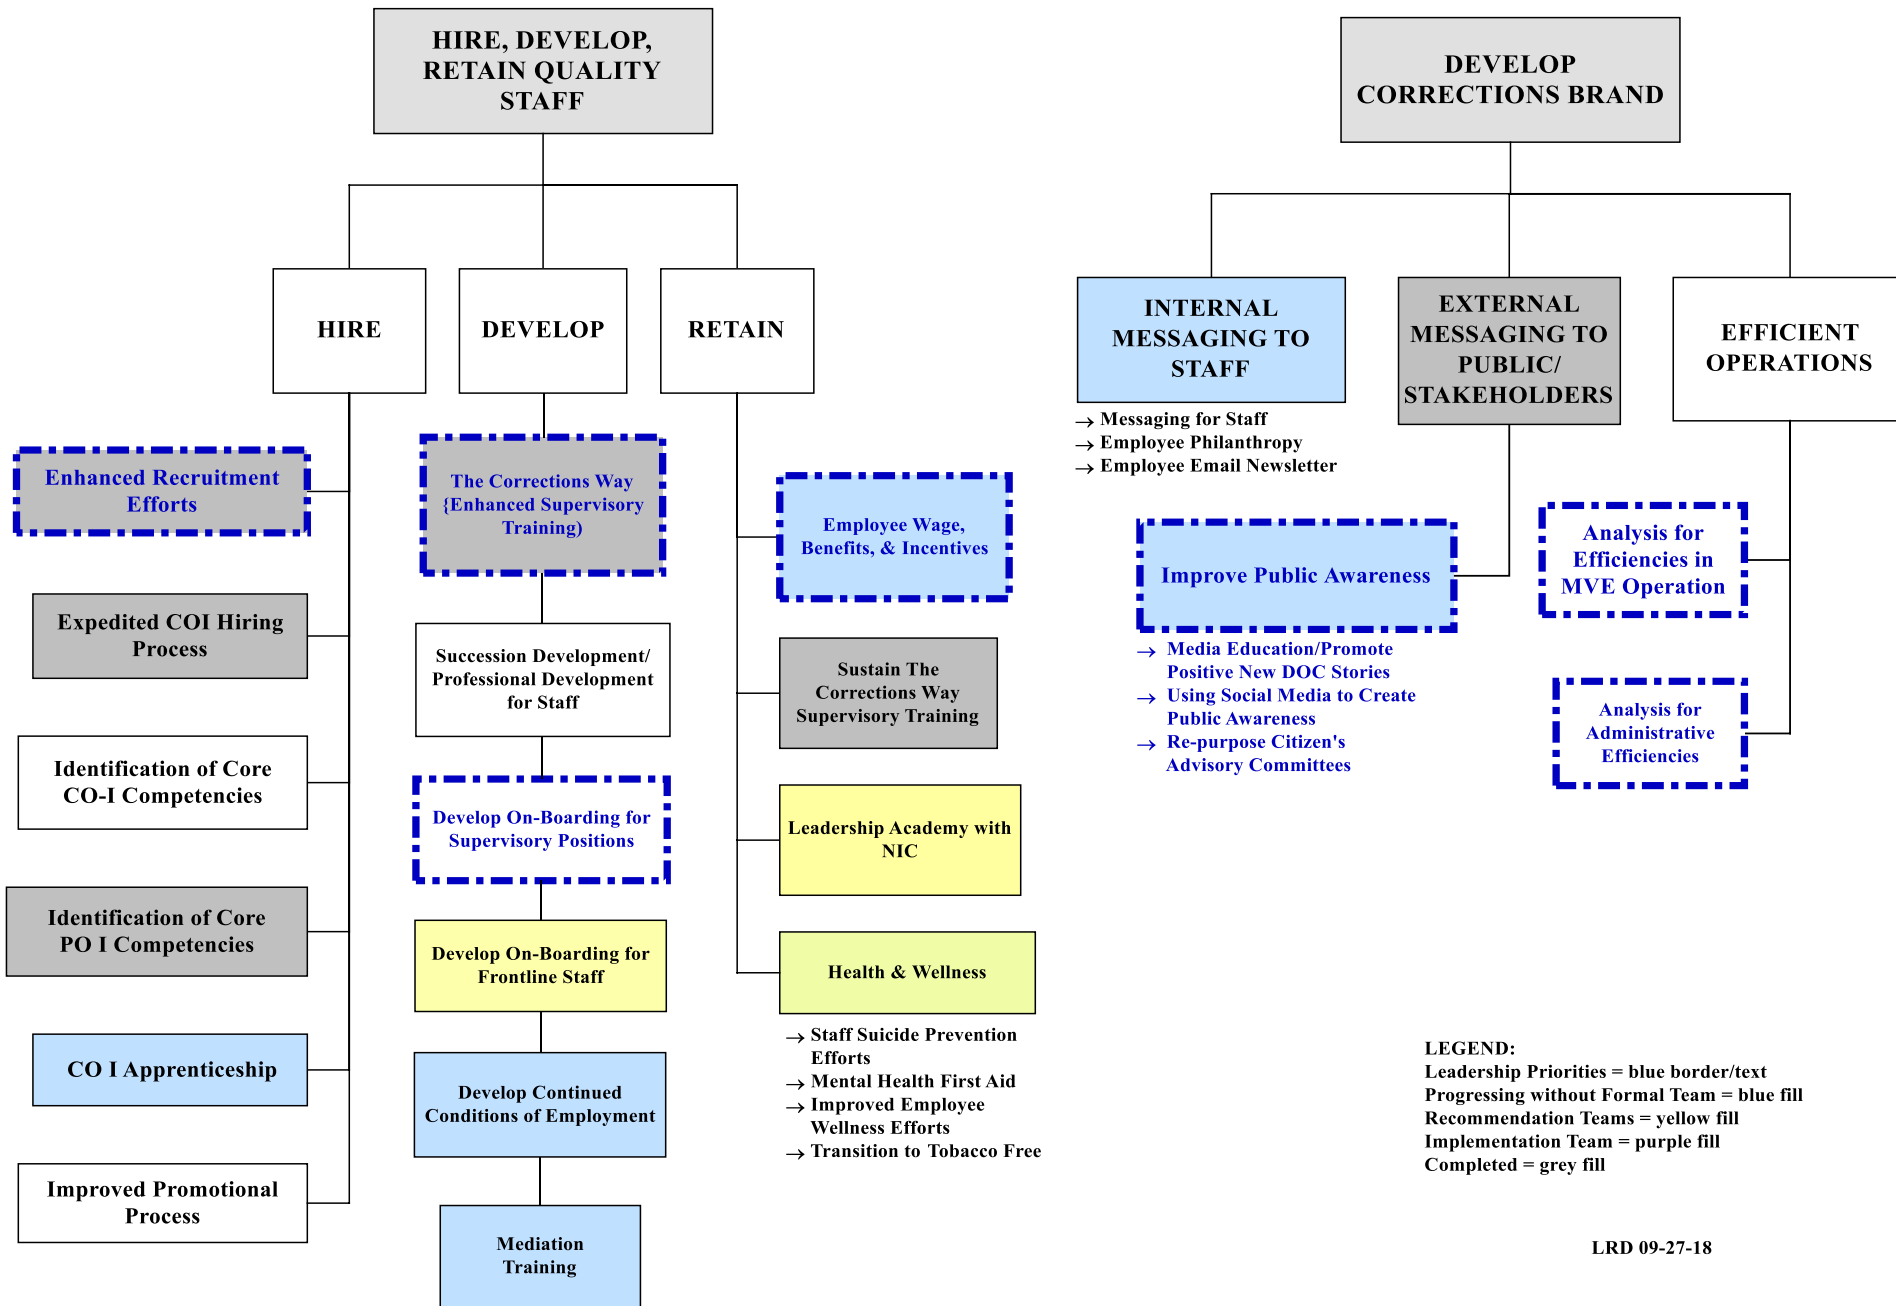 HIRE, DEVELOP,
RETAIN QUALITY
STAFF
HIRE
DEVELOP
RETAIN
Enhanced Recruitment
Efforts
Expedited COI Hiring
Process
Identification of Core
CO-I Competencies
Identification of Core
PO I Competencies
CO I Apprenticeship
Improved Promotional
Process
The Corrections Way
{Enhanced Supervisory
Training)
Succession Development/
Professional Development
for Staff
Develop On-Boarding for
Supervisory Positions
Develop On-Boarding for
Frontline Staff
Develop Continued
Conditions of Employment
Mediation
Training
Employee Wage,
Benefits, & Incentives
Sustain The
Corrections Way
Supervisory Training
Leadership Academy with
NIC
Health & Wellness
→ Staff Suicide Prevention
Efforts
→ Mental Health First Aid
→ Improved Employee
Wellness Efforts
→ Transition to Tobacco Free
DEVELOP
CORRECTIONS BRAND
INTERNAL
MESSAGING TO
STAFF
→ Messaging for Staff
→ Employee Philanthropy
→ Employee Email Newsletter
EXTERNAL
MESSAGING TO
PUBLIC/
STAKEHOLDERS
Improve Public Awareness
→ Media Education/Promote
Positive New DOC Stories
→ Using Social Media to Create
Public Awareness
→ Re-purpose Citizen's
Advisory Committees
EFFICIENT
OPERATIONS
Analysis for
Efficiencies in
MVE Operation
Analysis for
Administrative
Efficiencies
LEGEND:
Leadership Priorities = blue border/text
Progressing without Formal Team = blue fill
Recommendation Teams = yellow fill
Implementation Team = purple fill
Completed = grey fill
LRD 09-27-18